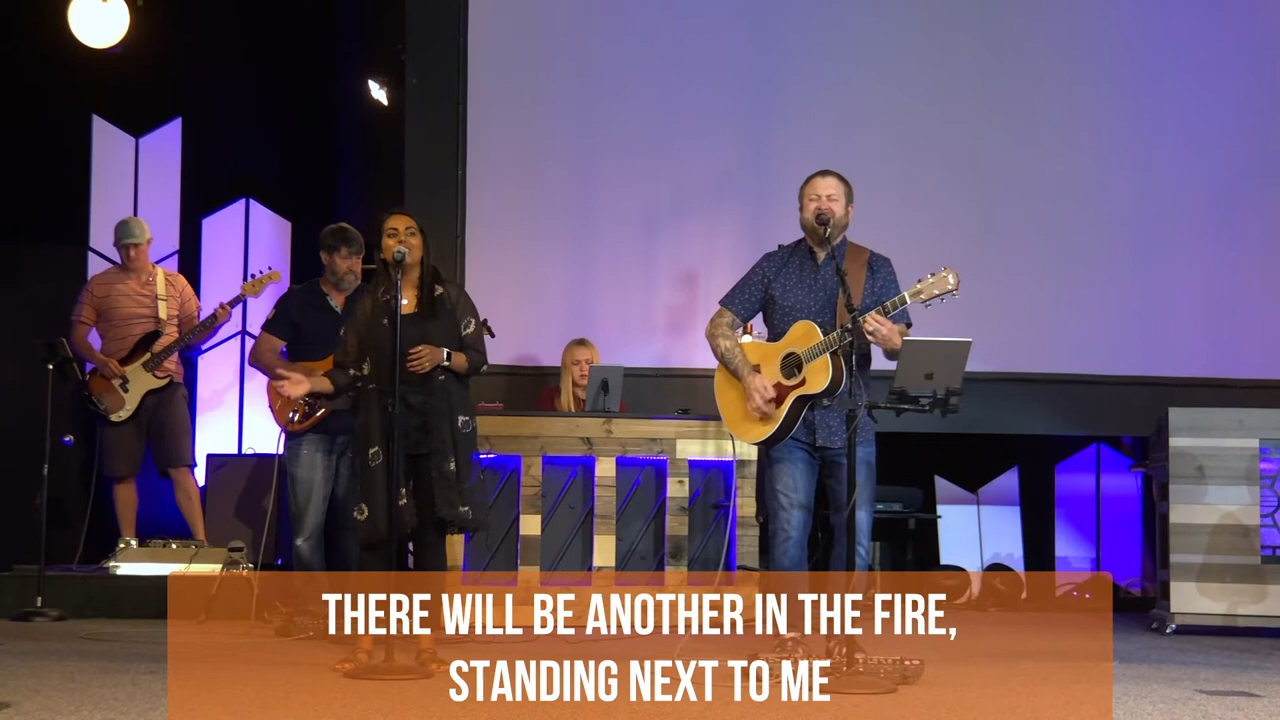 THERE WILL BE ANOTHER IN THE FIRE,
STANDING NEXT TO ME